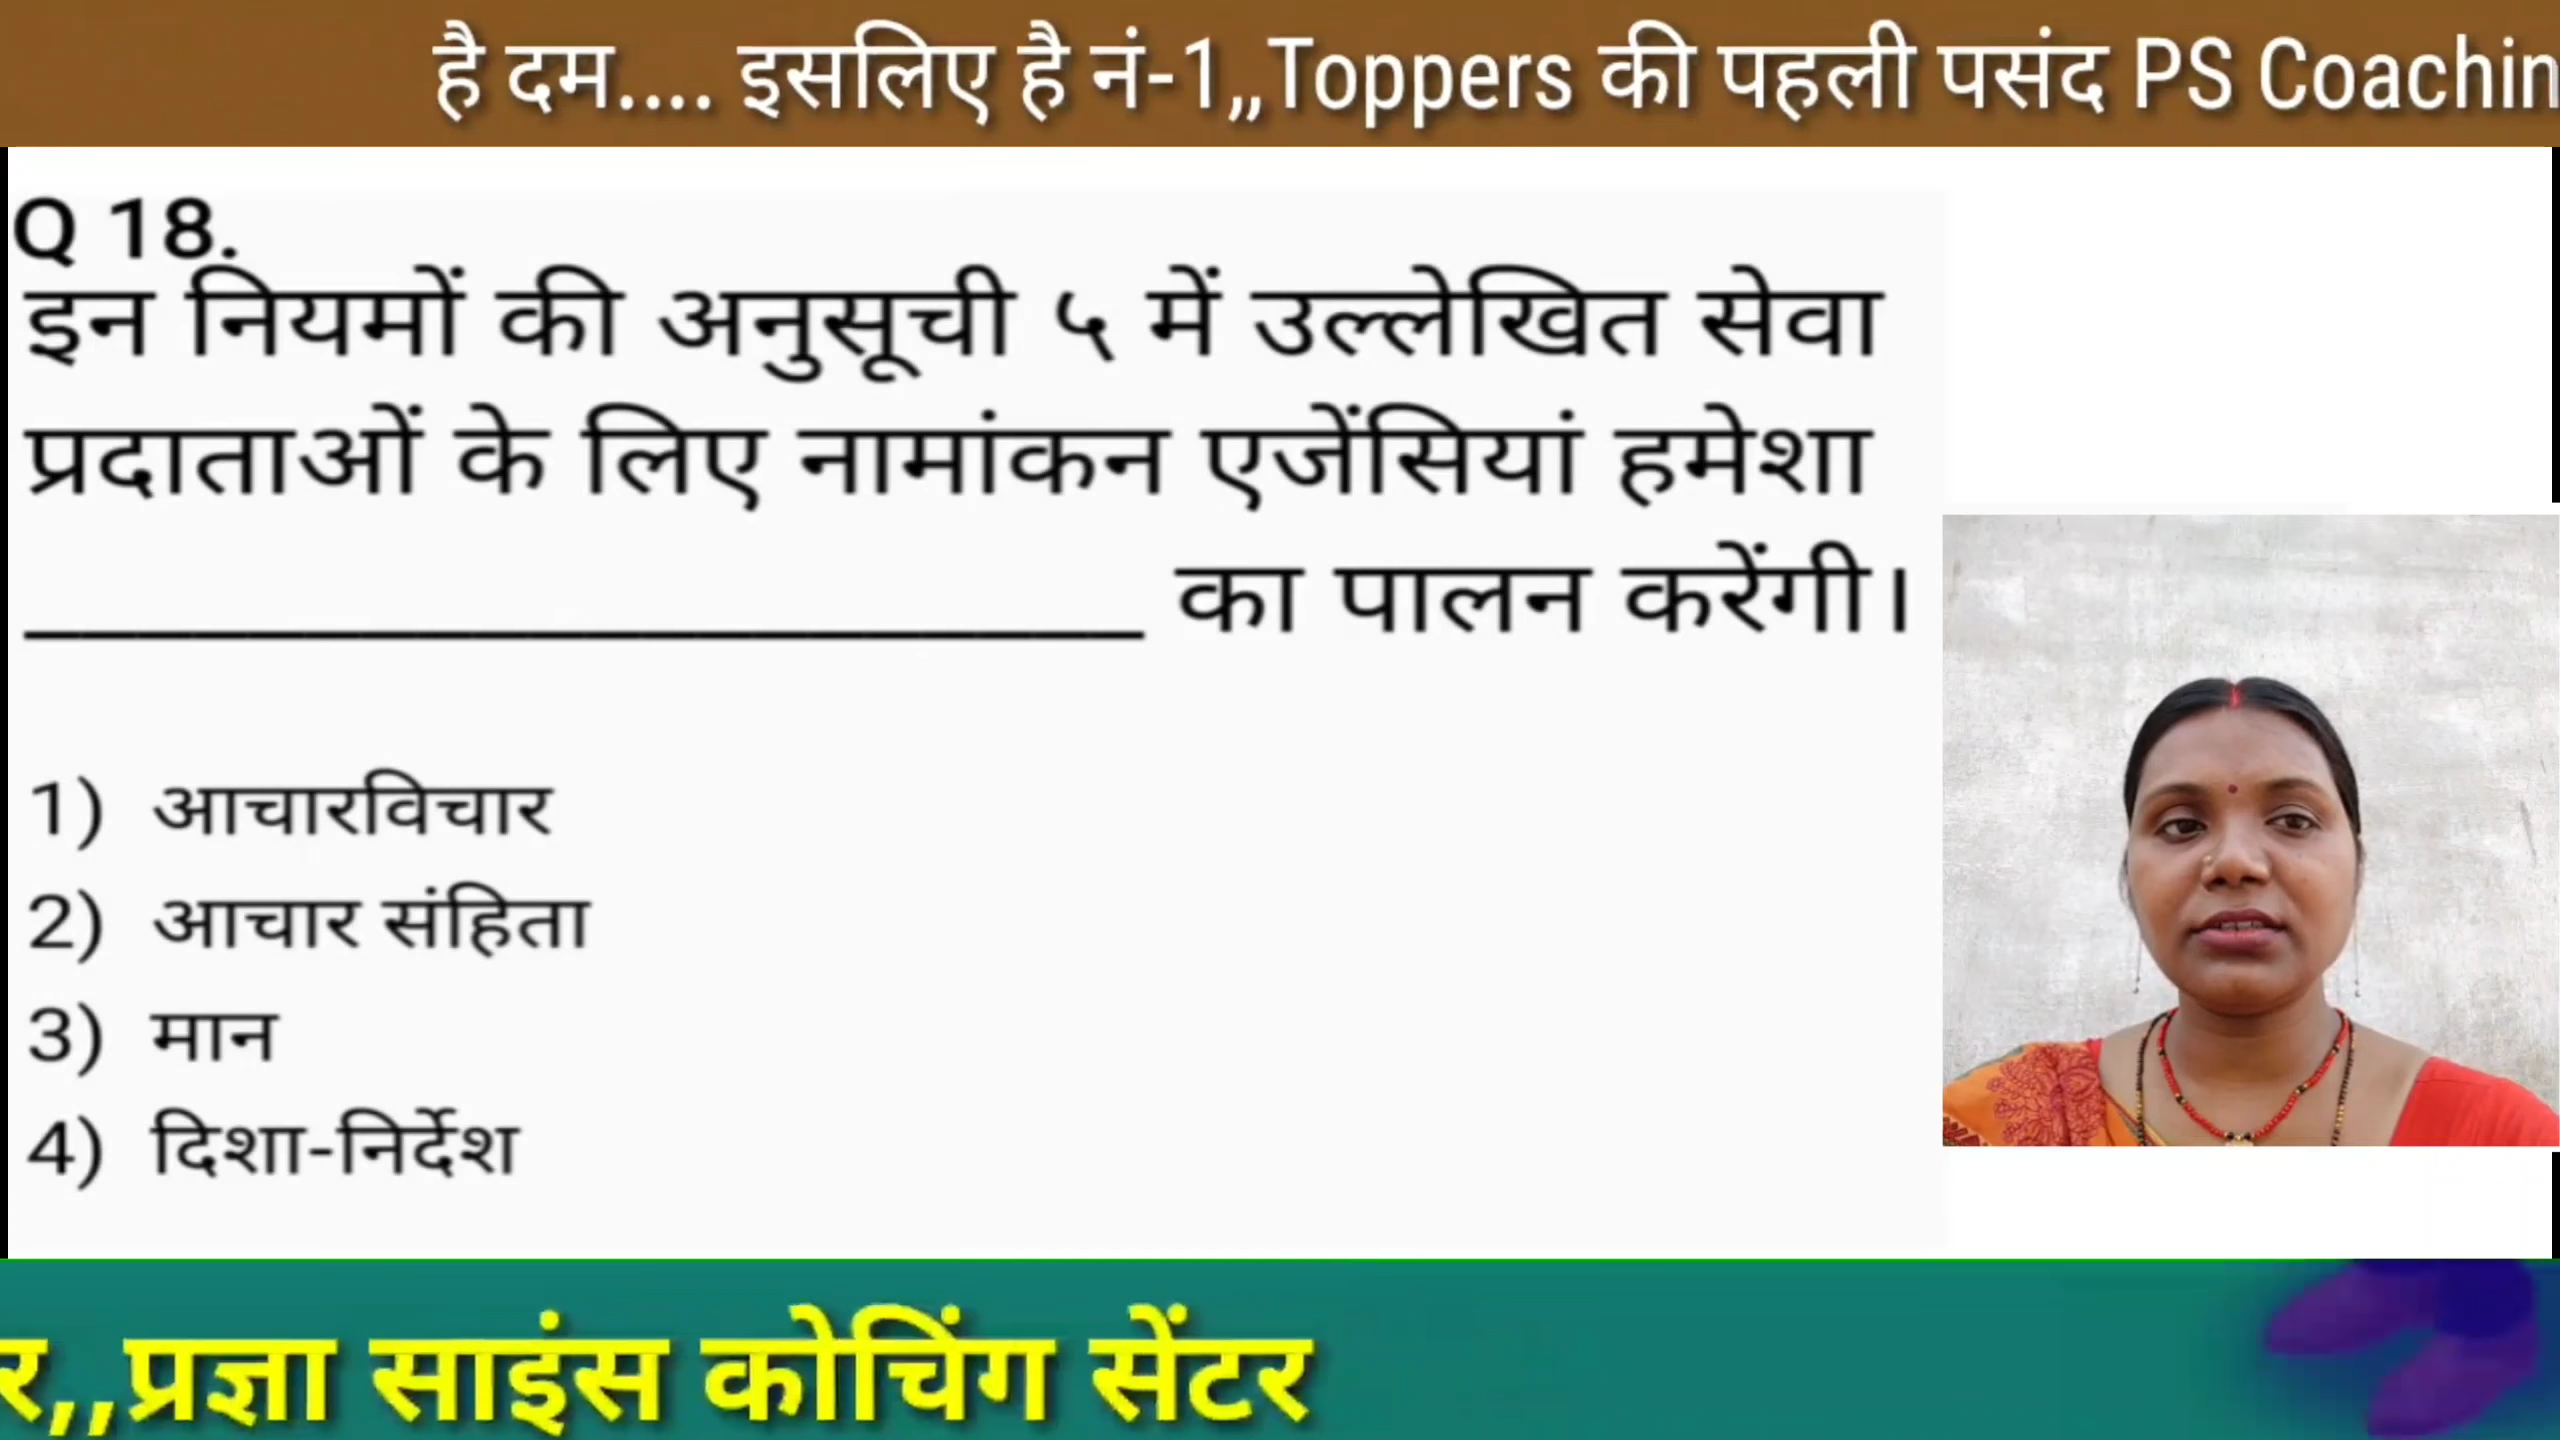 है दम.... इसलिए है नं-1,,Toppers की पहली पसंद PS Coachin
Q 18.
इन नियमों की अनुसूची ५ में उल्लेखित सेवा
प्रदाताओं के लिए नामांकन एजेंसियां हमेशा
____________________ का पालन करेंगी।
1) आचारविचार
2) आचार संहिता
3) मान
4) दिशा-निर्देश
र,,प्रज्ञा साइंस कोचिंग सेंटर